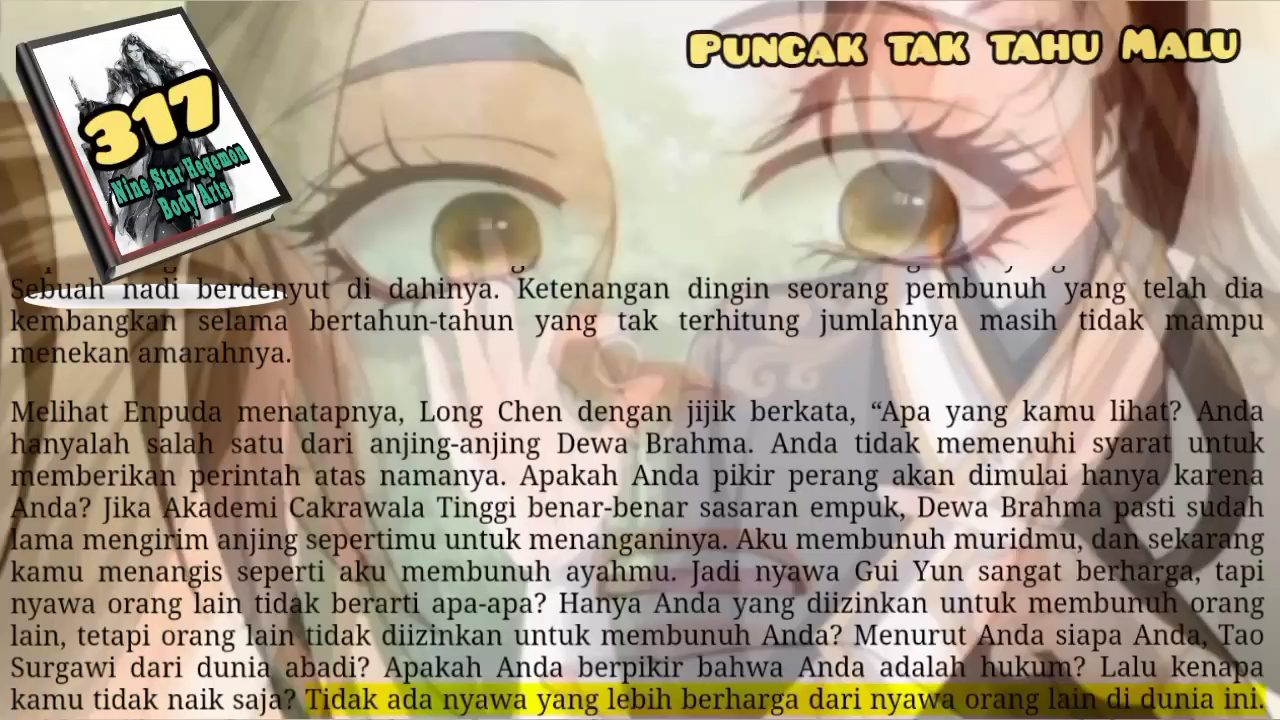 PUNCAK TAK TAHU MALU
317
Nine Star Hegemon
Body Arts
Sebuah nadi berdenyut di dahinya. Ketenangan dingin seorang pembunuh yang telah dia
kembangkan selama bertahun-tahun yang tak terhitung jumlahnya masih tidak mampu
menekan amarahnya.
Melihat Enpuda menatapnya, Long Chen dengan jijik berkata, “Apa yang kamu lihat? Anda
hanyalah salah satu dari anjing-anjing Dewa Brahma. Anda tidak memenuhi syarat untuk
memberikan perintah atas namanya. Apakah Anda pikir perang akan dimulai hanya karena
Anda? Jika Akademi Cakrawala Tinggi benar-benar sasaran empuk, Dewa Brahma pasti sudah
lama mengirim anjing sepertimu untuk menanganinya. Aku membunuh muridmu, dan sekarang
kamu menangis seperti aku membunuh ayahmu. Jadi nyawa Gui Yun sangat berharga, tapi
nyawa orang lain tidak berarti apa-apa? Hanya Anda yang diizinkan untuk membunuh orang
lain, tetapi orang lain tidak diizinkan untuk membunuh Anda? Menurut Anda siapa Anda, Tao
Surgawi dari dunia abadi? Apakah Anda berpikir bahwa Anda adalah hukum? Lalu kenapa
kamu tidak naik saja? Tidak ada nyawa yang lebih berharga dari nyawa orang lain di dunia ini.